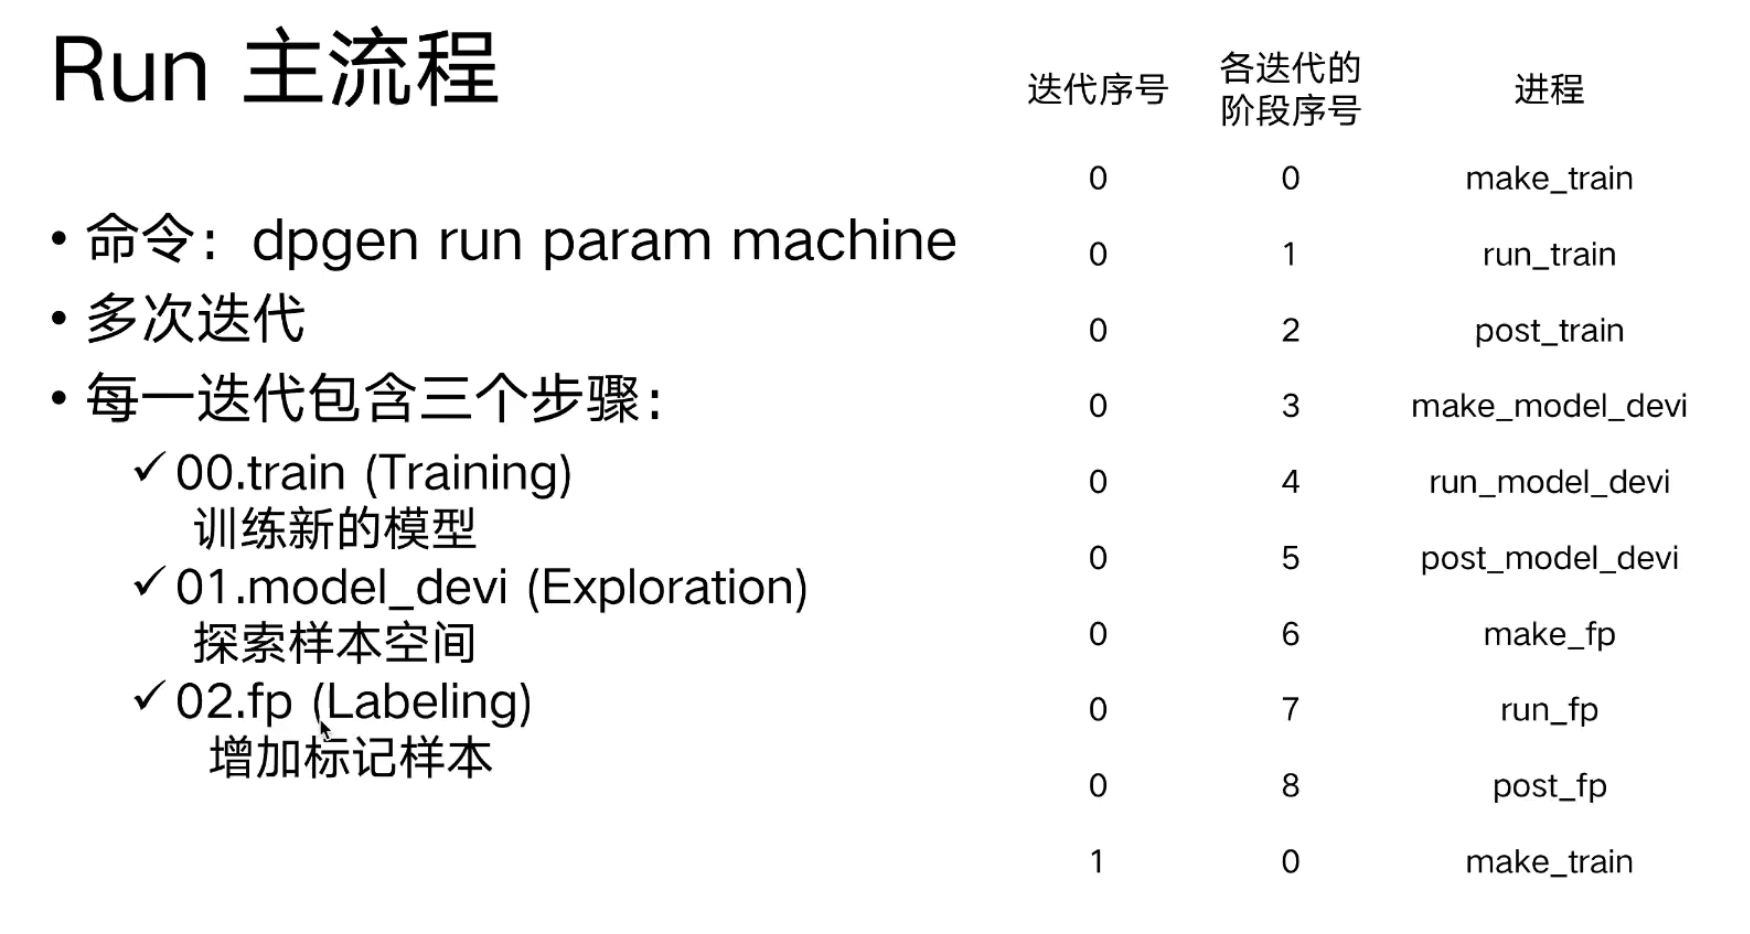 Run 主流程
• 命令：dpgen run param machine
• 多次迭代
• 每一迭代包含三个步骤：
✓ 00.train (Training)
训练新的模型
✓ 01.model_devi (Exploration)
探索样本空间
✓ 02.fp (Labeling)
增加标记样本
迭代序号 各迭代的阶段序号 进程
0 0 make_train
0 1 run_train
0 2 post_train
0 3 make_model_devi
0 4 run_model_devi
0 5 post_model_devi
0 6 make_fp
0 7 run_fp
0 8 post_fp
1 0 make_train